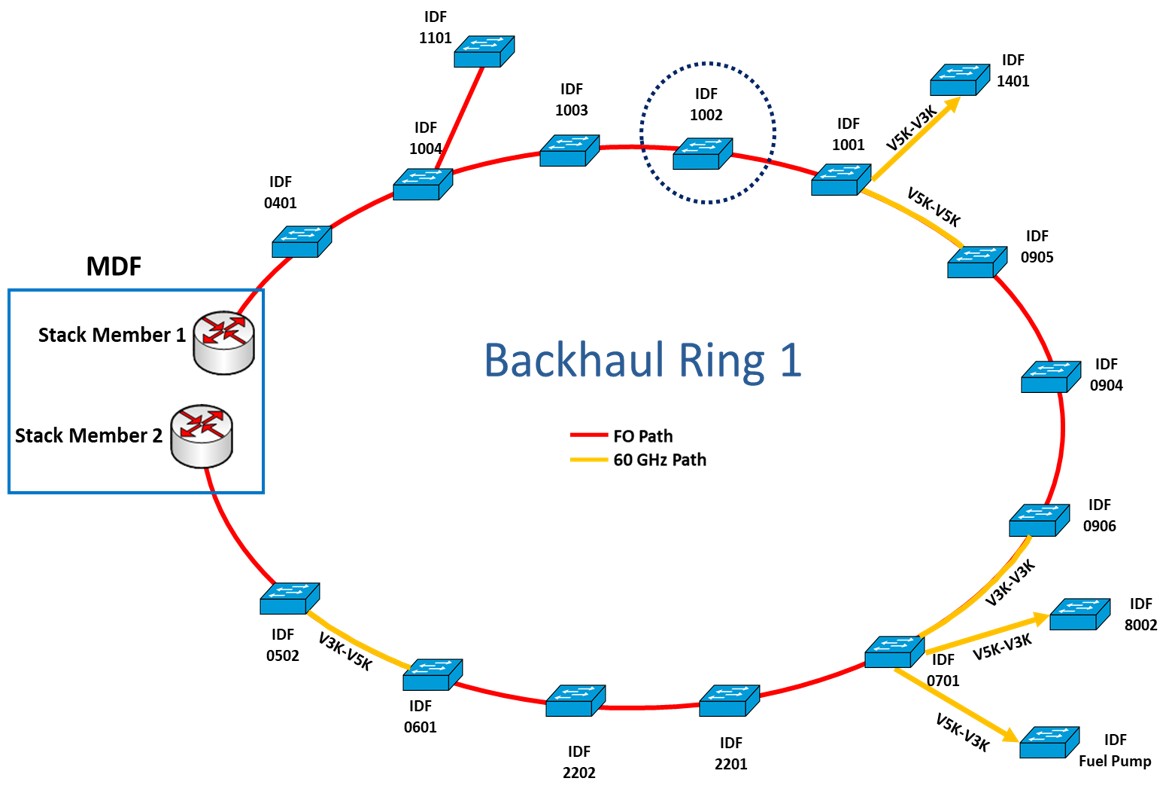 IDF
1101
IDF
1401
IDF
1003
IDF
1002
IDF
1001
IDF
1004
V5K-V3K
IDF
0401
V5K-V5K
IDF
0905
MDF
Stack Member 1
Backhaul Ring 1
IDF
0904
Stack Member 2
FO Path
60 GHz Path
IDF
0906
V3K-V3K
IDF
8002
V5K-V3K
IDF
0502
V3K-V5K
IDF
0701
IDF
0601
V5K-V3K
IDF
2202
IDF
2201
IDF
Fuel Pump